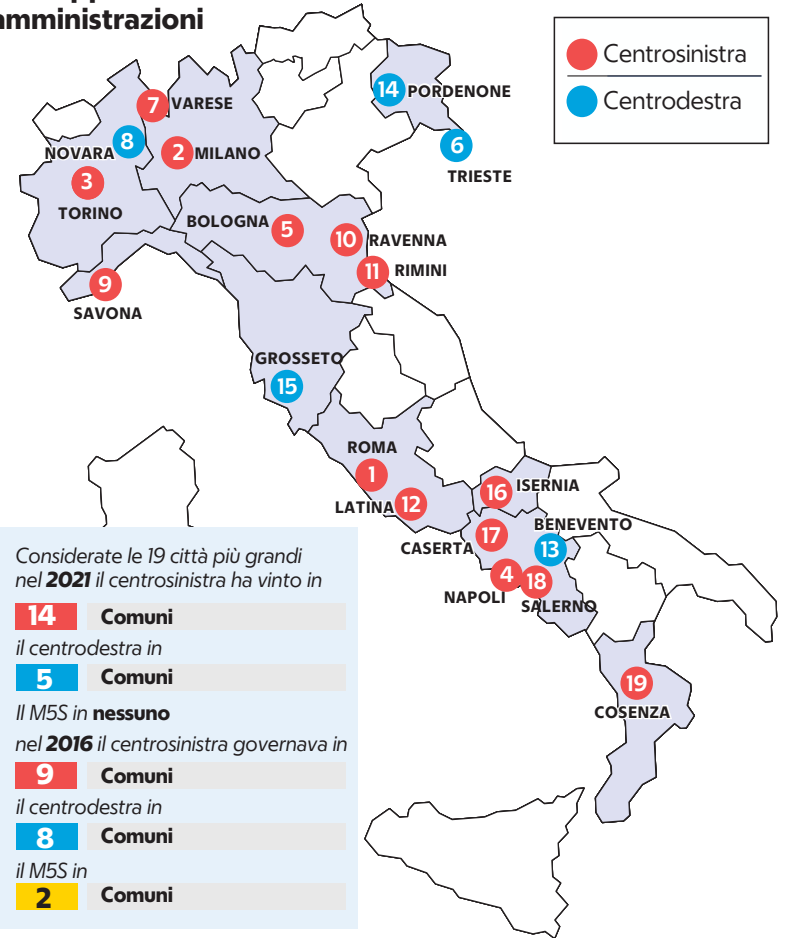 amministrazioni
Centrosinistra
Centrodestra
14 PORDENONE
7 VARESE
8
NOVARA
2 MILANO
6
TRIESTE
3
TORINO
BOLOGNA 5
10 RAVENNA
11 RIMINI
9
SAVONA
GROSSETO
15
ROMA
1
LATINA 12
16 ISERNIA
BENEVENTO
17
CASERTA
13
4
NAPOLI
18
SALERNO
19
COSENZA
Considerate le 19 città più grandi
nel 2021 il centrosinistra ha vinto in
14 Comuni
il centrodestra in
5 Comuni
Il M5S in nessuno
nel 2016 il centrosinistra governava in
9 Comuni
il centrodestra in
8 Comuni
il M5S in
2 Comuni